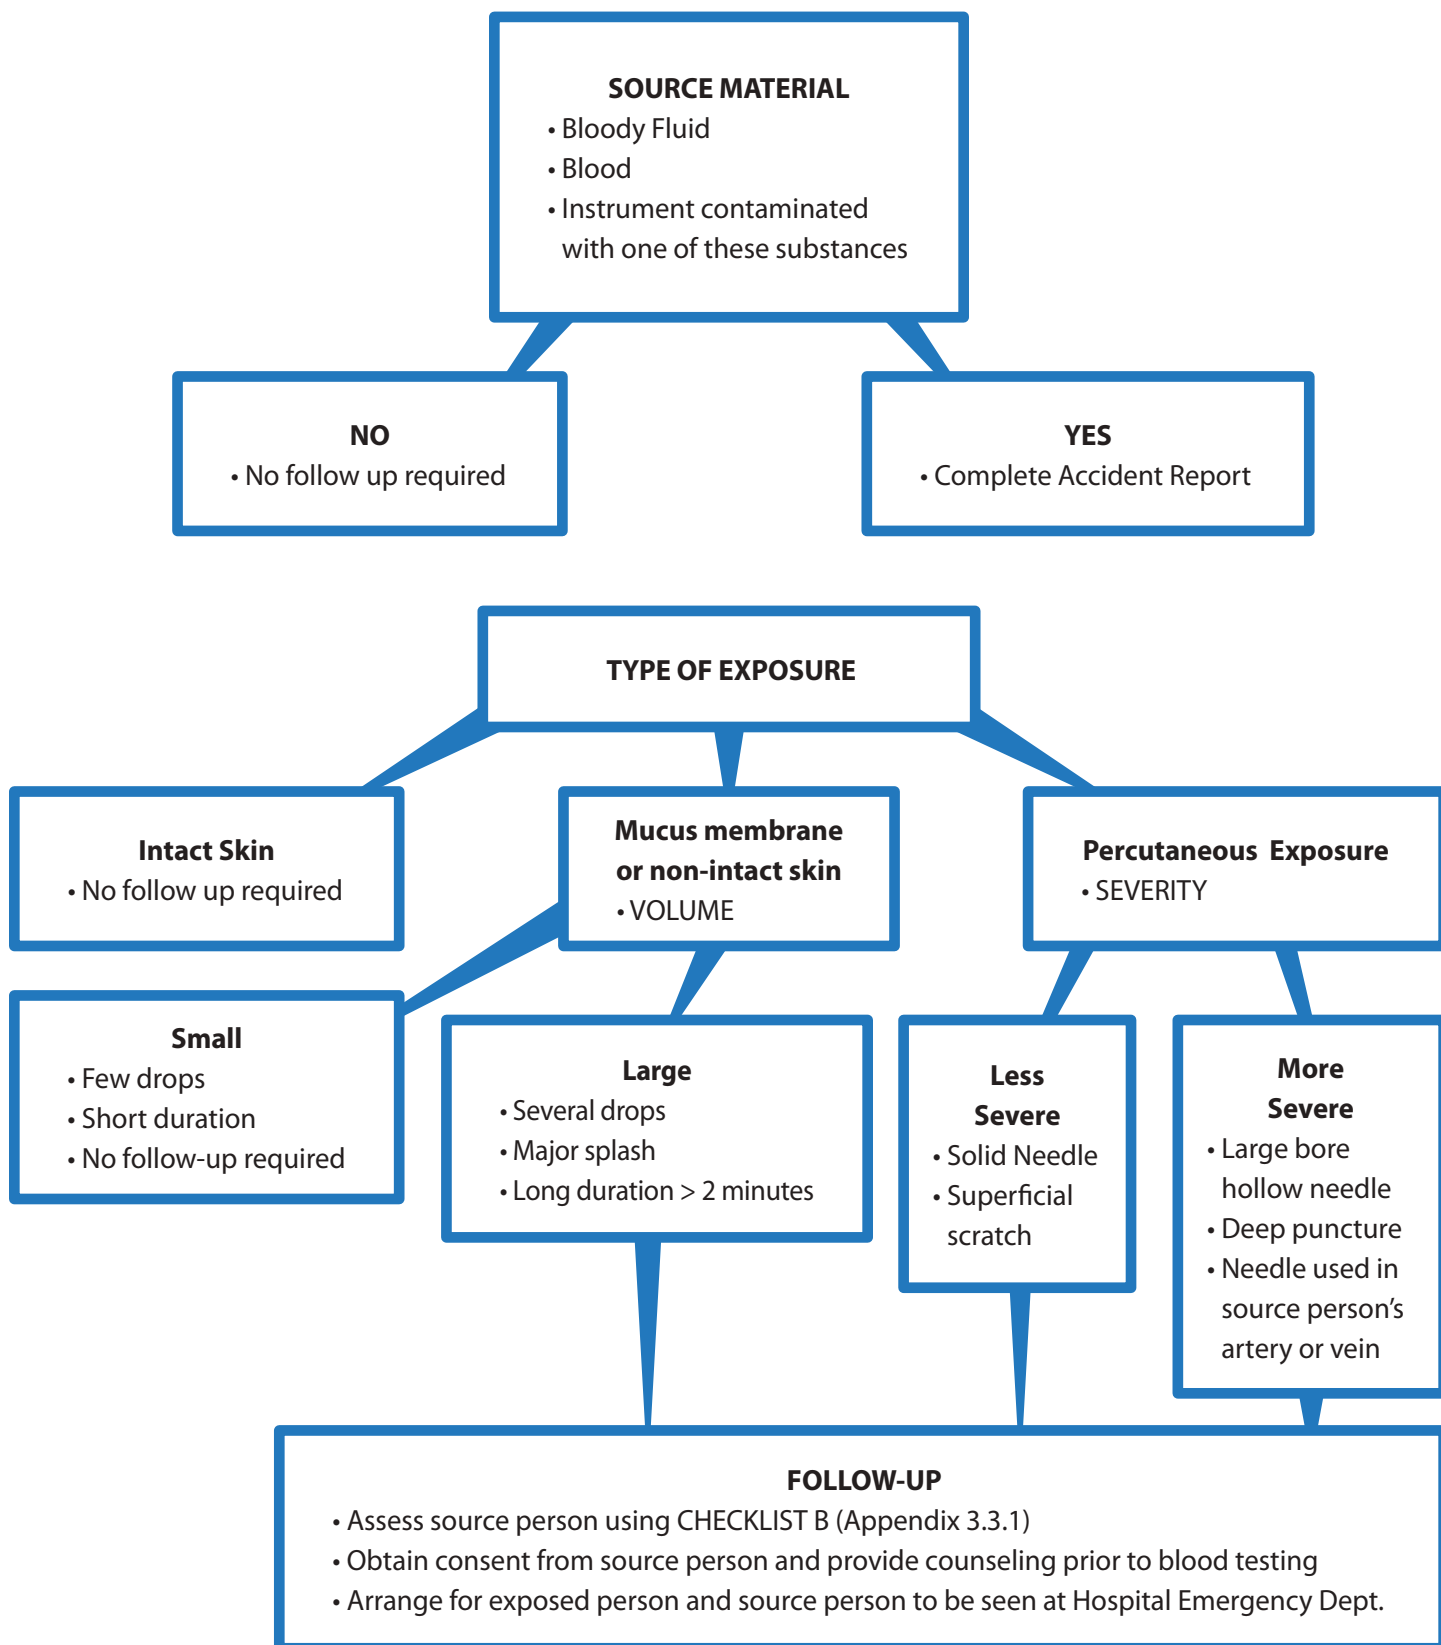 SOURCE MATERIAL
• Bloody Fluid
• Blood
• Instrument contaminated
with one of these substances
NO
• No follow up required
YES
• Complete Accident Report
TYPE OF EXPOSURE
Intact Skin
• No follow up required
Mucus membrane
or non-intact skin
• VOLUME
Percutaneous Exposure
• SEVERITY
Small
• Few drops
• Short duration
• No follow-up required
Large
• Several drops
• Major splash
• Long duration > 2 minutes
Less
Severe
• Solid Needle
• Superficial
scratch
More
Severe
• Large bore
hollow needle
• Deep puncture
• Needle used in
source person's
artery or vein
FOLLOW-UP
• Assess source person using CHECKLIST B (Appendix 3.3.1)
• Obtain consent from source person and provide counseling prior to blood testing
• Arrange for exposed person and source person to be seen at Hospital Emergency Dept.